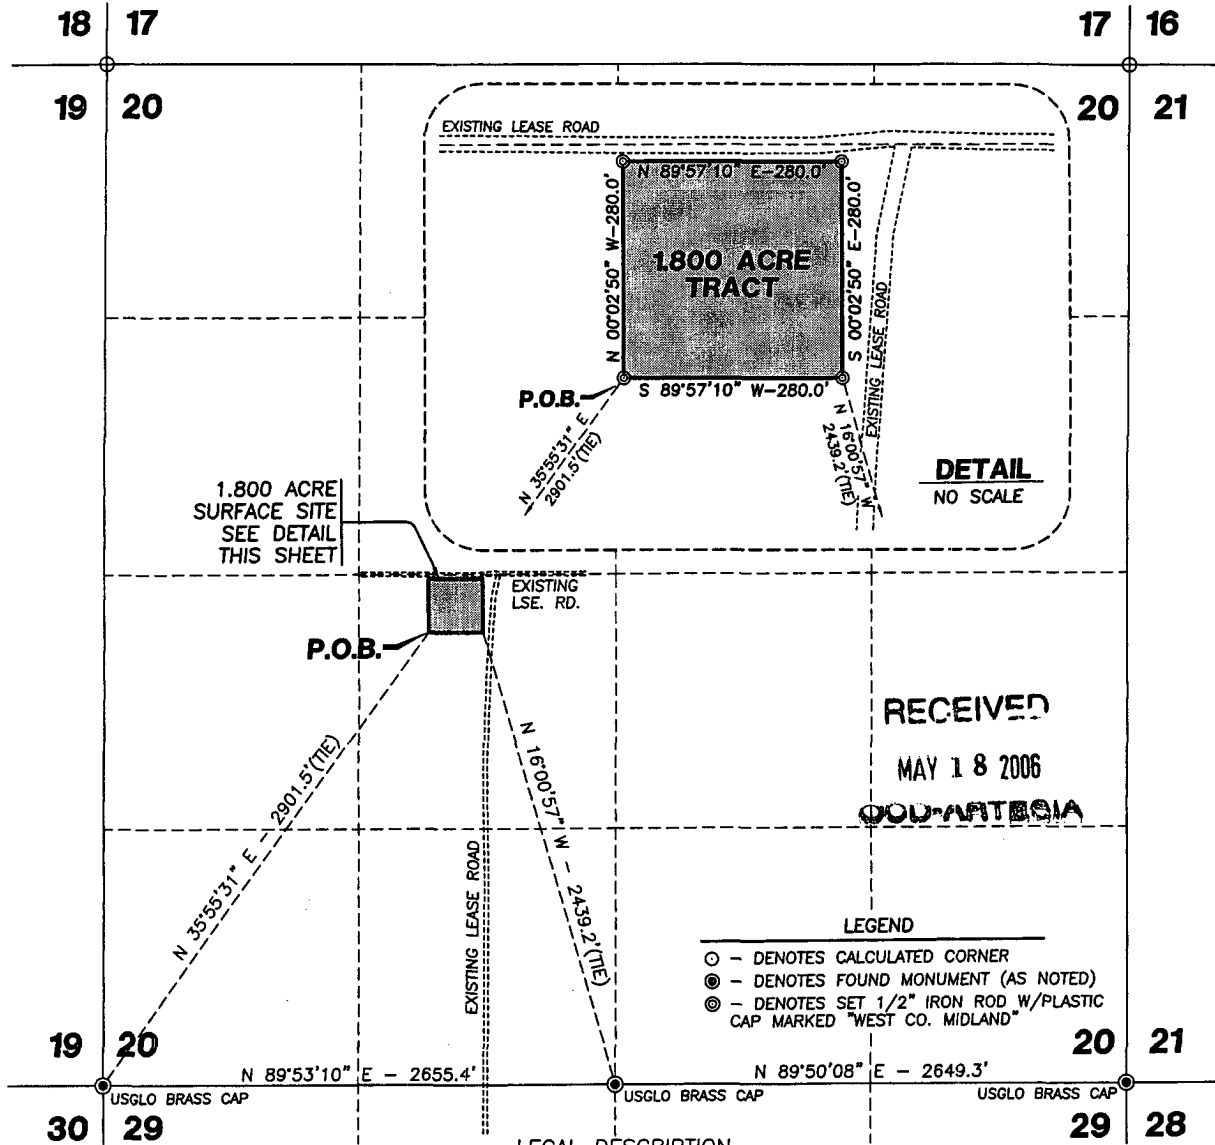 18 17
17 16
19 20
20 21
EXISTING LEASE ROAD
N 89°57'10" E-280.0'
N 00°02'50" W-280.0'
S 00°02'50" E-280.0'
1.800 ACRE
TRACT
EXISTING LEASE ROAD
S 89°57'10" W-280.0'
P.O.B.
N 35°55'31" E
2901.5'(TIE)
N 16°00'57" W
2439.2'(TIE)
DETAIL
NO SCALE
1.800 ACRE
SURFACE SITE
SEE DETAIL
THIS SHEET
EXISTING
LSE. RD.
P.O.B.
RECEIVED
MAY 18 2006
OCD-ARTESIA
N 35°55'31" E - 2901.5'(TIE)
N 16°00'57" W - 2439.2'(TIE)
EXISTING LEASE ROAD
LEGEND
- DENOTES CALCULATED CORNER
- DENOTES FOUND MONUMENT (AS NOTED)
- DENOTES SET 1/2" IRON ROD W/PLASTIC
CAP MARKED "WEST CO. MIDLAND"
19 20
20 21
N 89°53'10" E - 2655.4'
N 89°50'08" E - 2649.3'
USGLO BRASS CAP
USGLO BRASS CAP
USGLO BRASS CAP
30 29
29 28
LEGAL DESCRIPTION